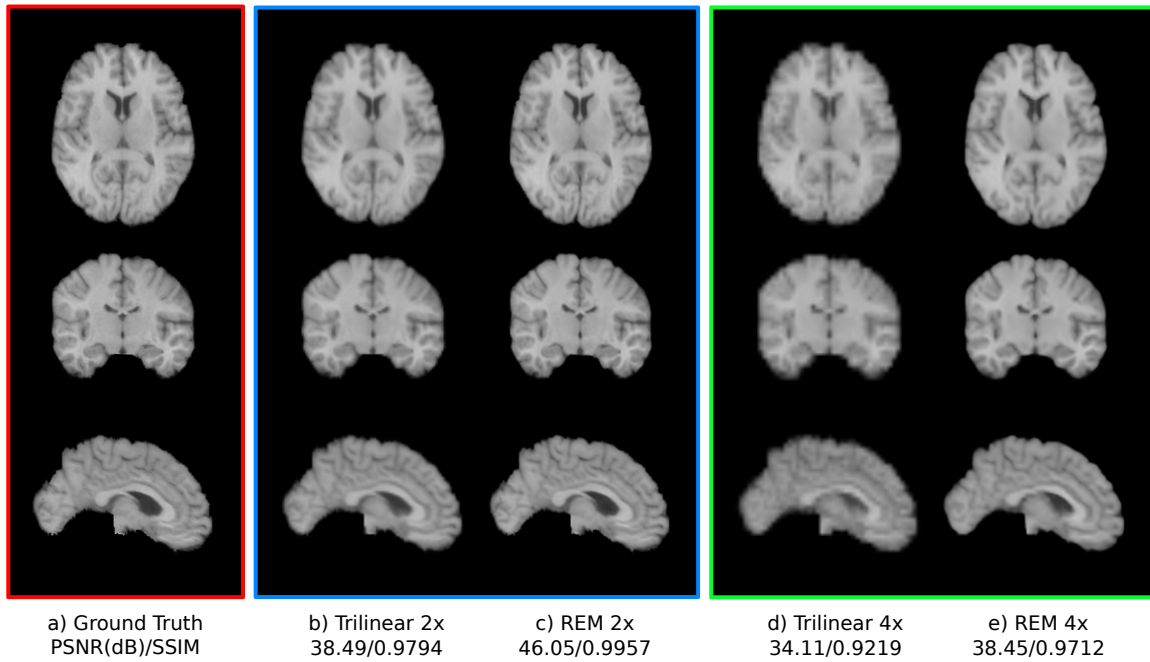 a) Ground Truth
PSNR(dB)/SSIM
b) Trilinear 2x
38.49/0.9794
c) REM 2x
46.05/0.9957
d) Trilinear 4x
34.11/0.9219
e) REM 4x
38.45/0.9712